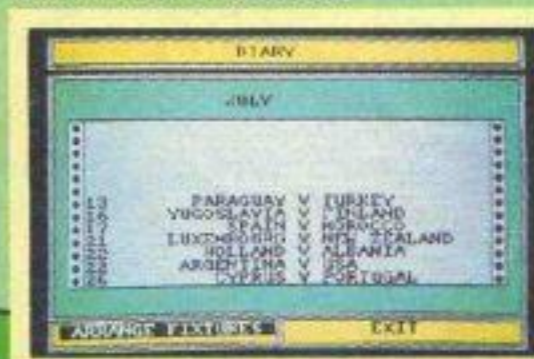 DIARY
JULY
PARAGUAY V TURKEY
YUGOSLAVIA V FINLAND
SPAIN V MOROCCO
LUXEMBOURG V NEW ZEALAND
HOLLAND V ALBANIA
ARGENTINA V USA
CYPRUS V PORTUGAL
ARRANGE FIXTURES EXIT